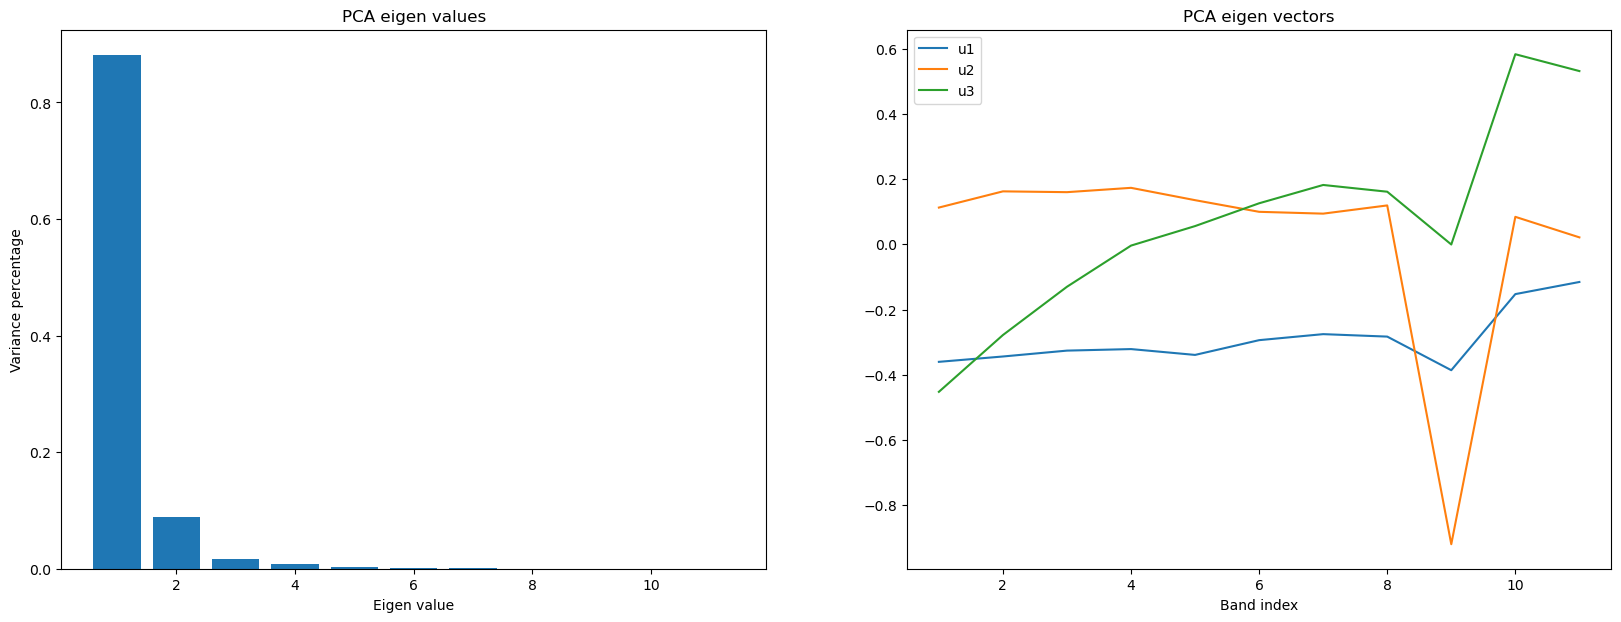 PCA eigen values
Variance percentage
0.8
0.6
0.4
0.2
0.0
2 4 6 8 10
Eigen value
PCA eigen vectors
u1
u2
u3
0.6
0.4
0.2
0.0
−0.2
−0.4
−0.6
−0.8
2 4 6 8 10
Band index